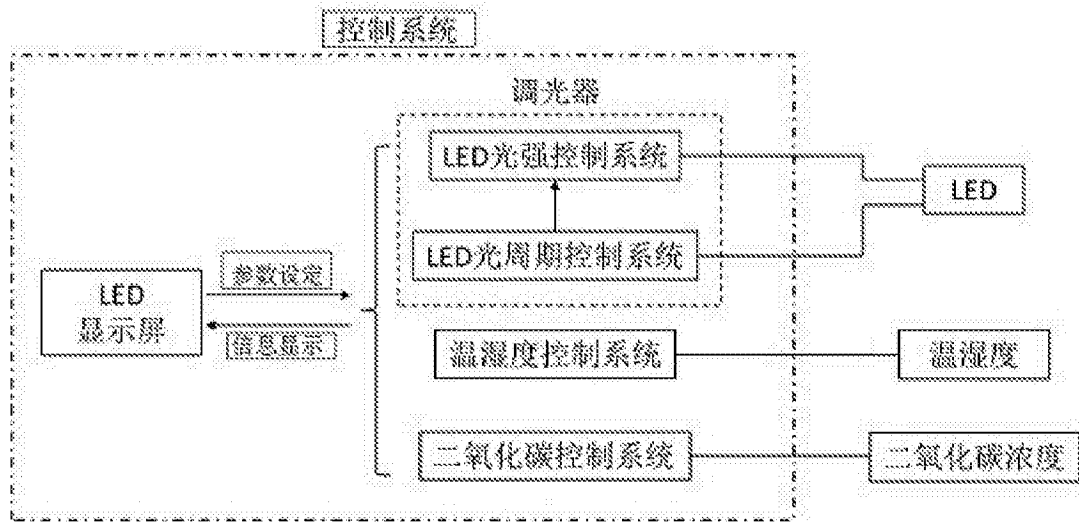 控制系统
调光器
LED光强控制系统
LED
LED光周期控制系统
参数设定
LED
显示屏
信息显示
温湿度控制系统
温湿度
二氧化碳控制系统
二氧化碳浓度